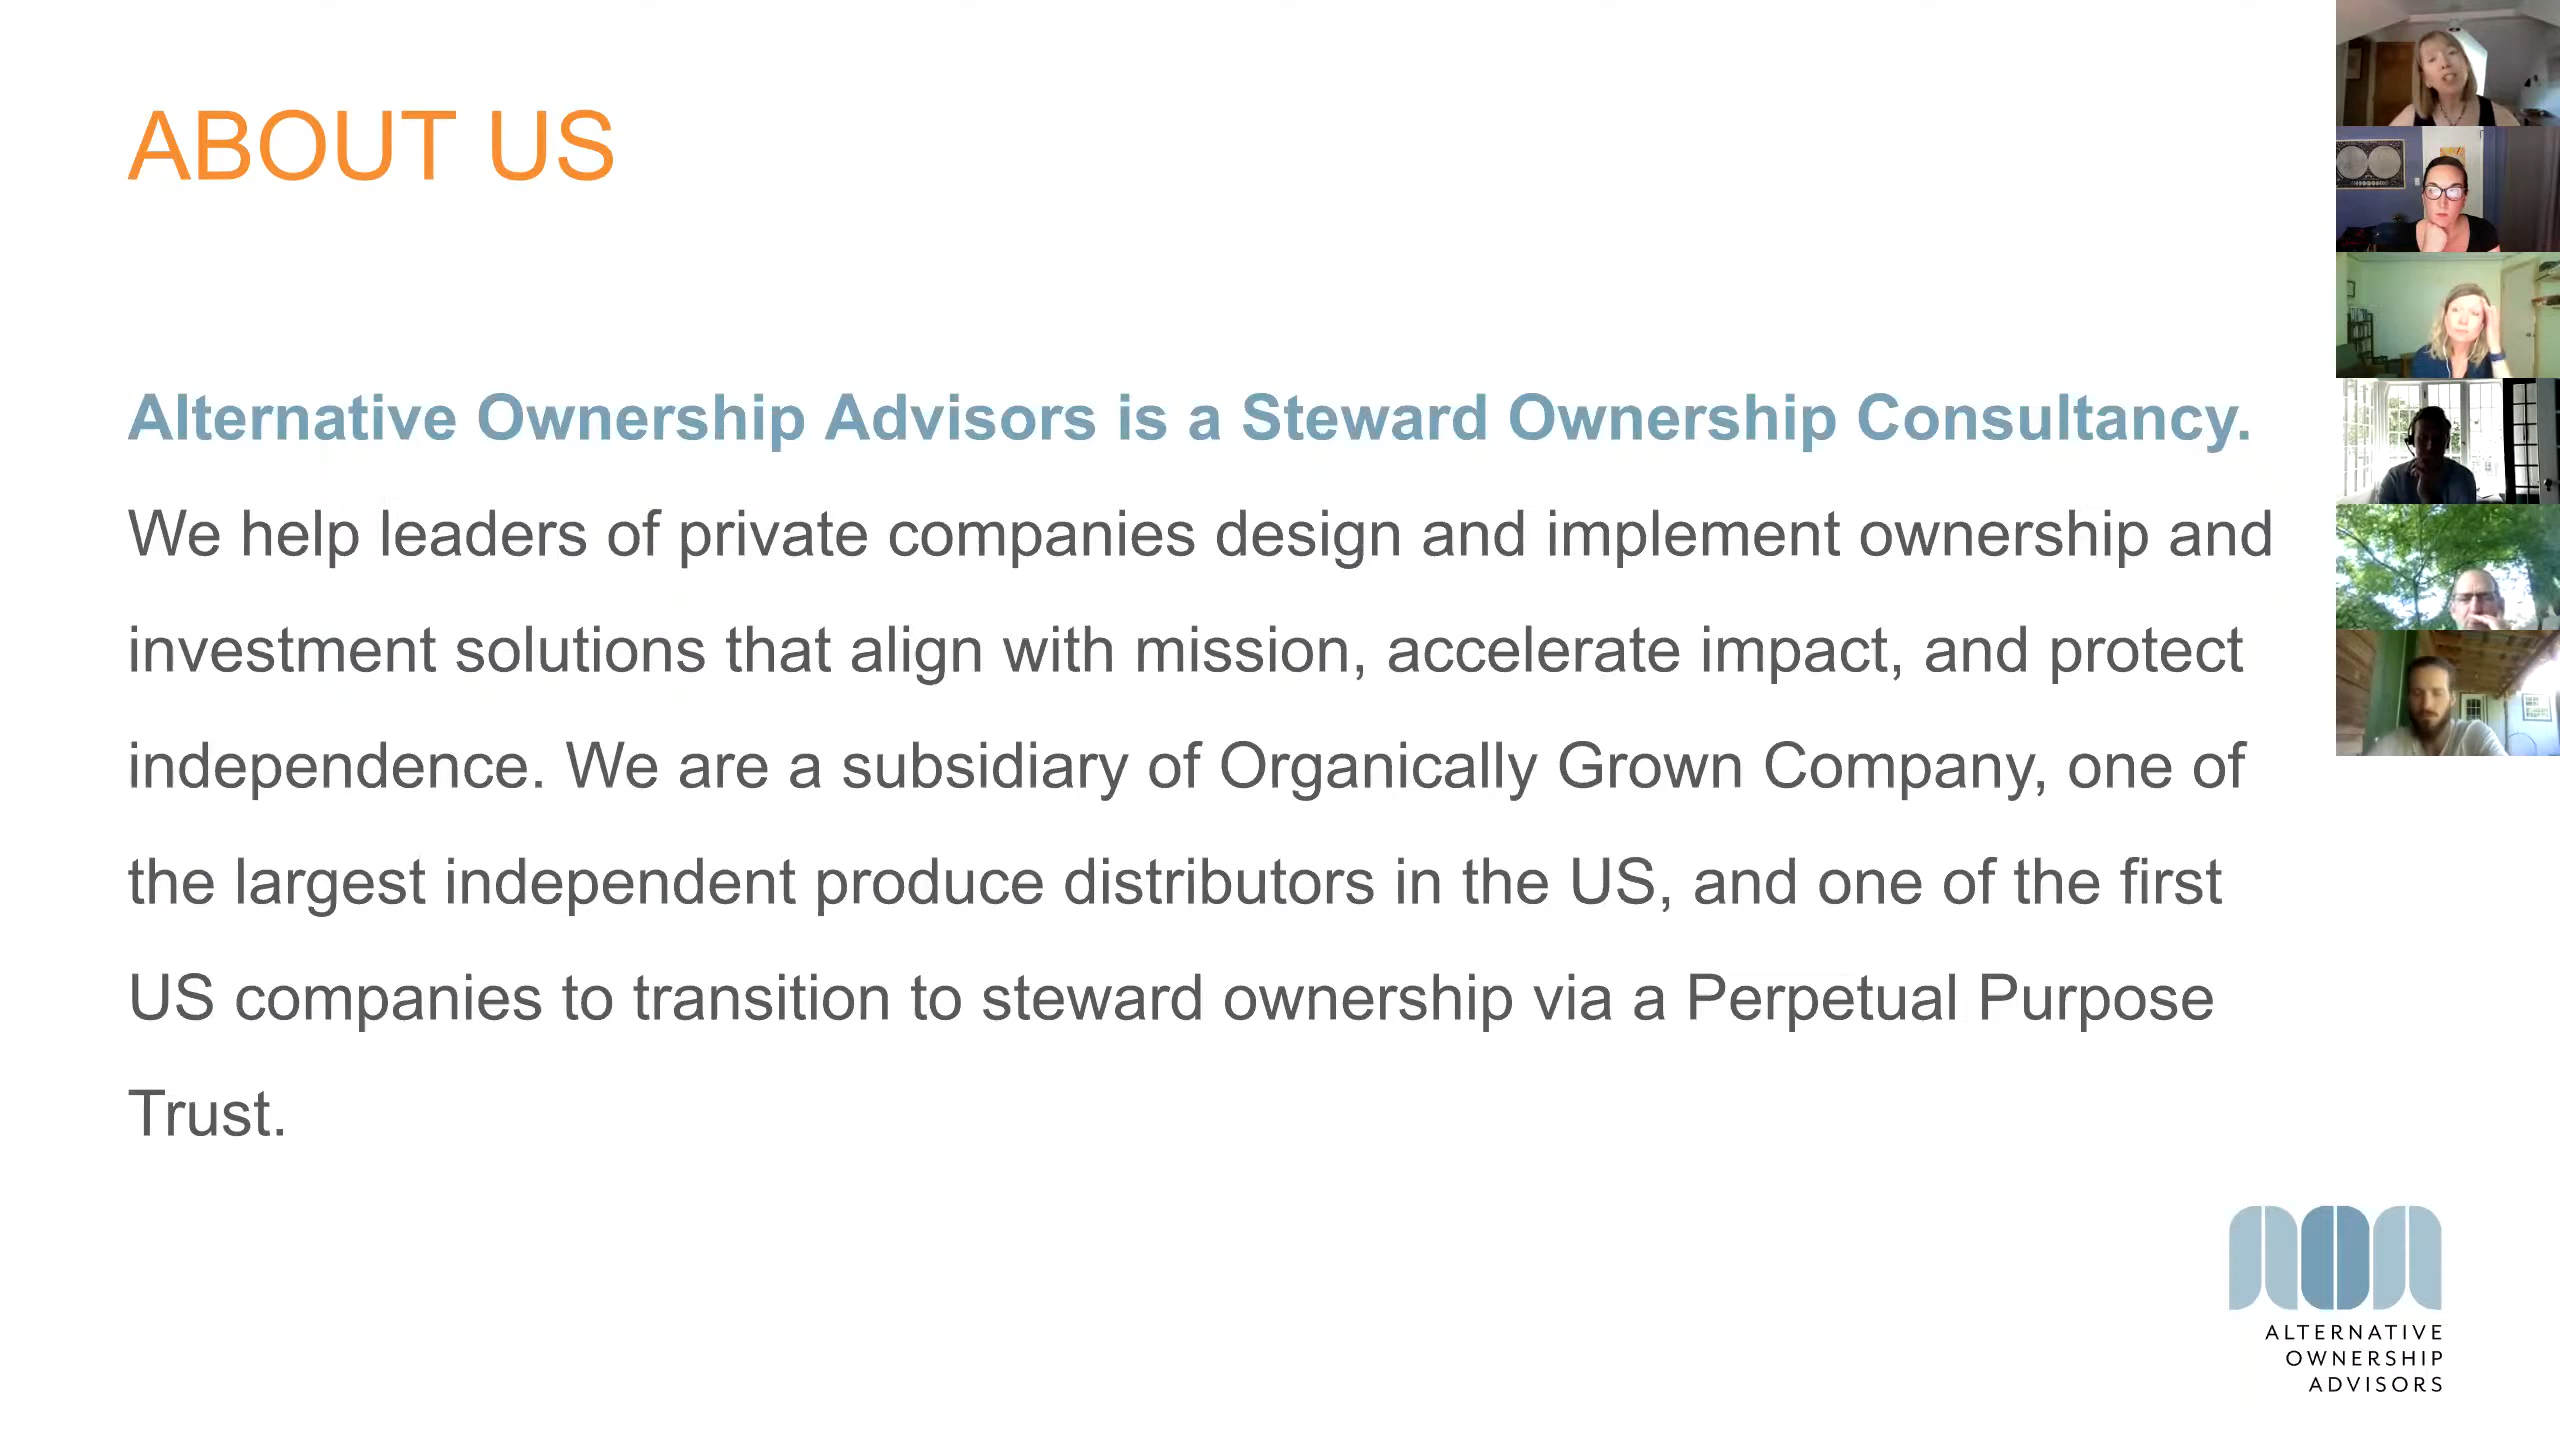 ABOUT US
Alternative Ownership Advisors is a Steward Ownership Consultancy.
We help leaders of private companies design and implement ownership and
investment solutions that align with mission, accelerate impact, and protect
independence. We are a subsidiary of Organically Grown Company, one of
the largest independent produce distributors in the US, and one of the first
US companies to transition to steward ownership via a Perpetual Purpose
Trust.
ALTERNATIVE
OWNERSHIP
ADVISORS